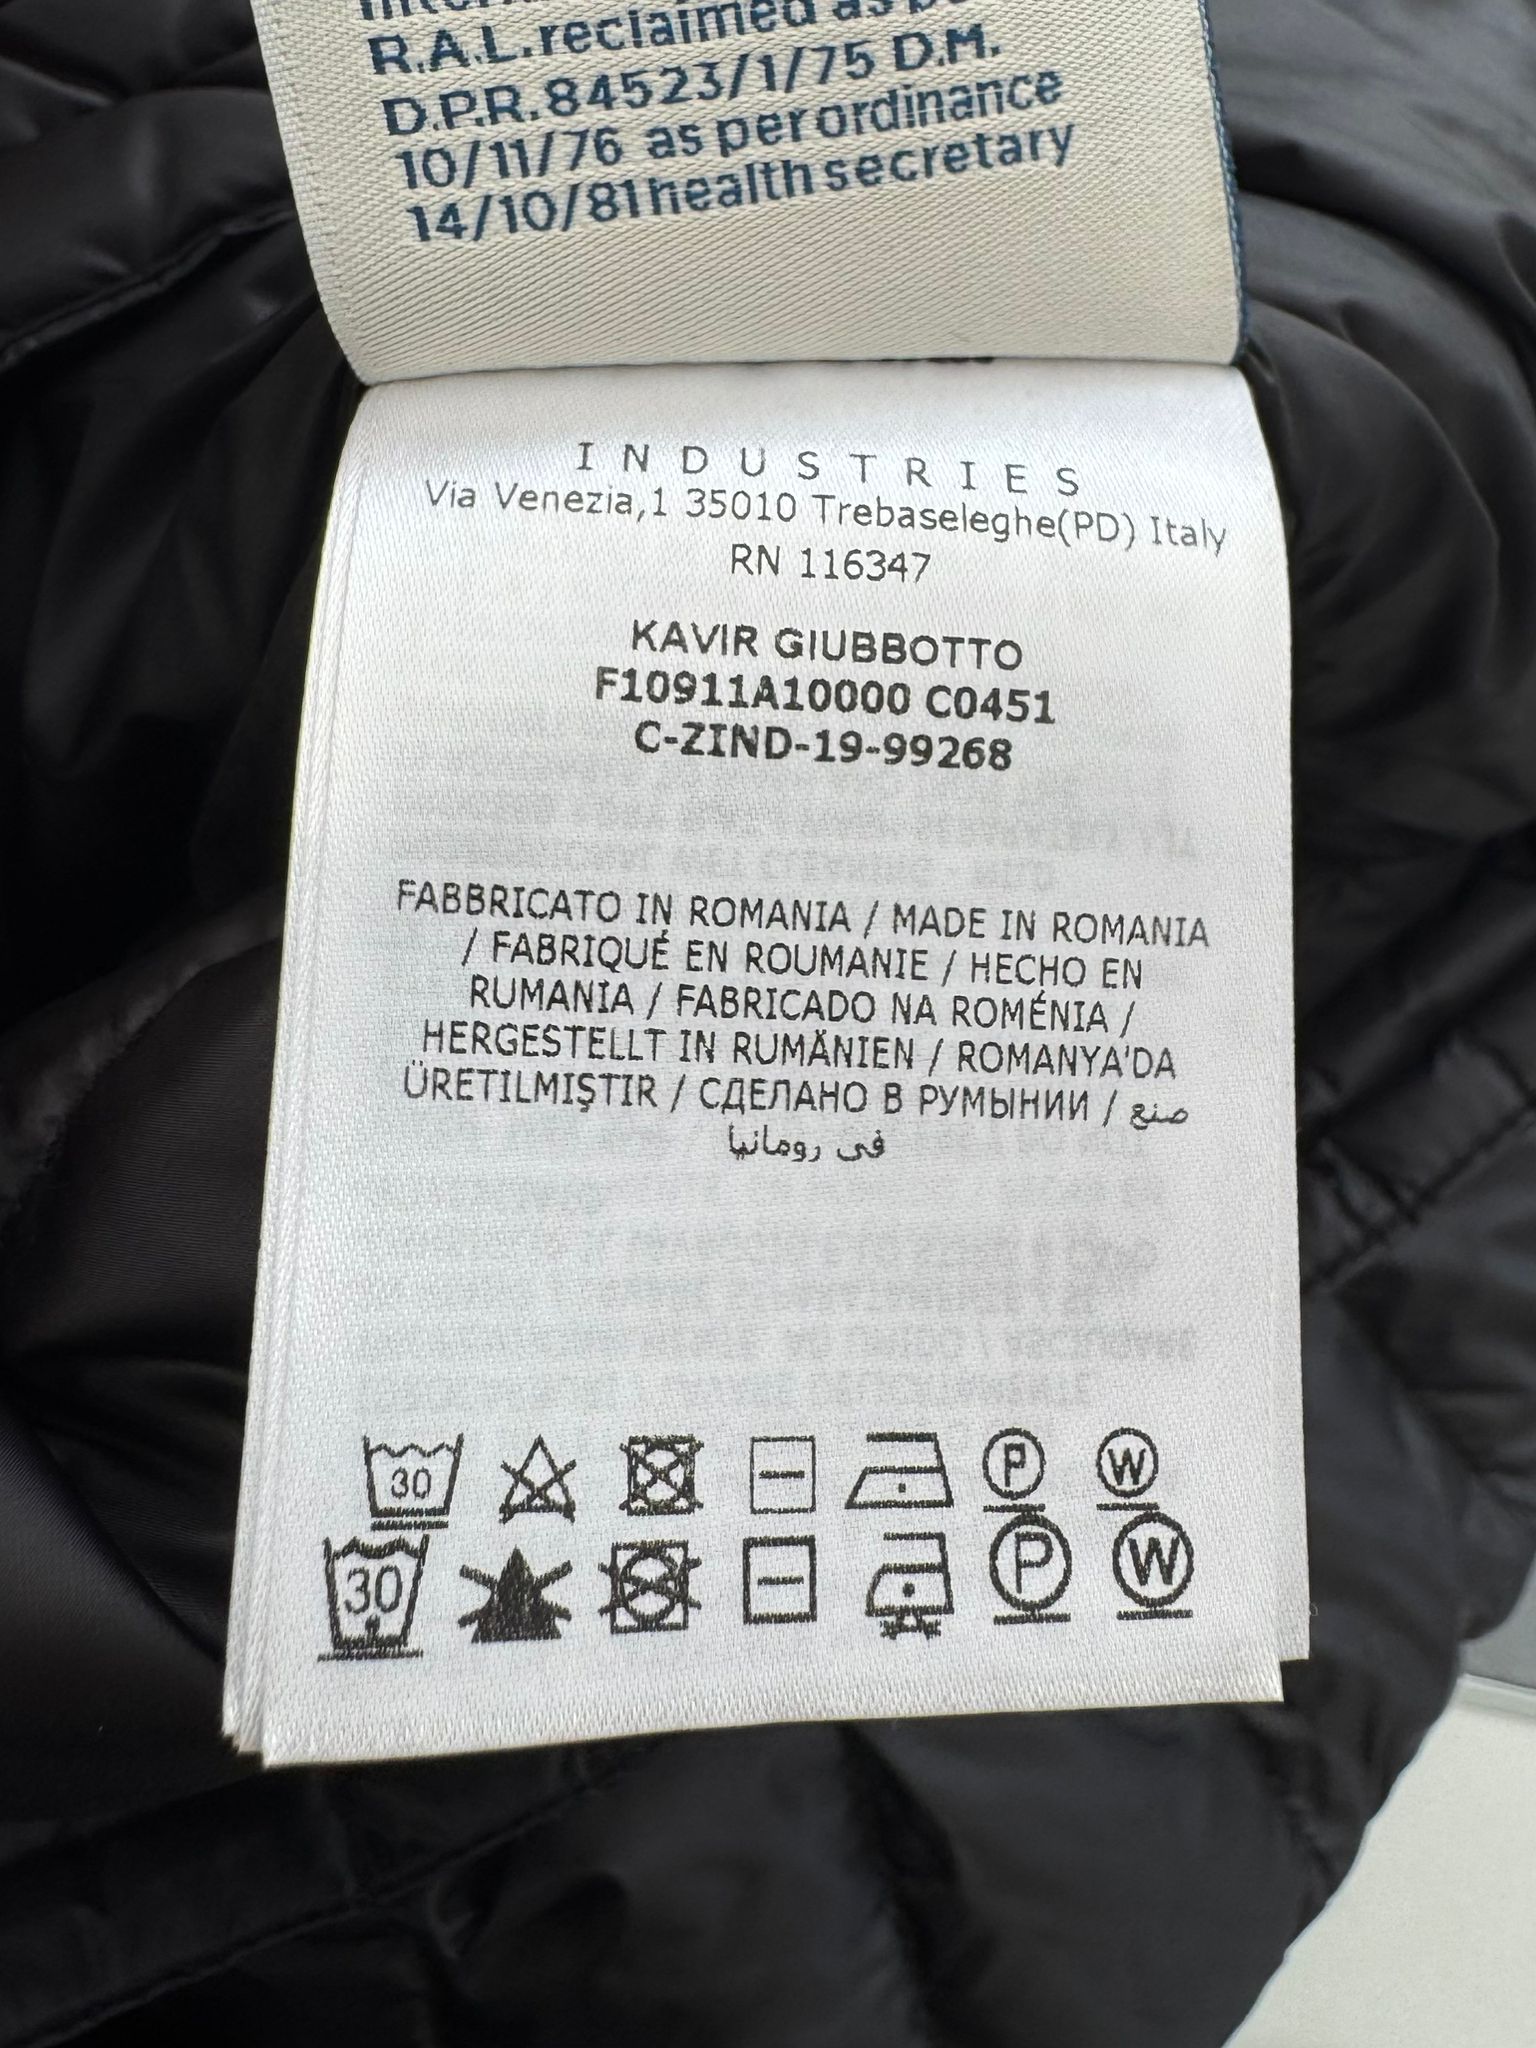 R.A.L.reclaimed as
D.P.R.84523/1/75 D.M.
10/11/76 as per ordinance
14/10/81 health secretary
INDUSTRIES
Via Venezia,1 35010 Trebaseleghe(PD) Italy
RN 116347
KAVIR GIUBBOTTO
F10911A10000 C0451
C-ZIND-19-99268
FABBRICATO IN ROMANIA / MADE IN ROMANIA
/ FABRIQUÉ EN ROUMANIE / HECHO EN
RUMANIA / FABRICADO NA ROMÉNIA /
HERGESTELLT IN RUMÄNIEN / ROMANYA'DA
ÜRETILMIŞTIR / СДЕЛАНО В РУМЫНИИ / صنع
في رومانيا
30 P W
30 P W